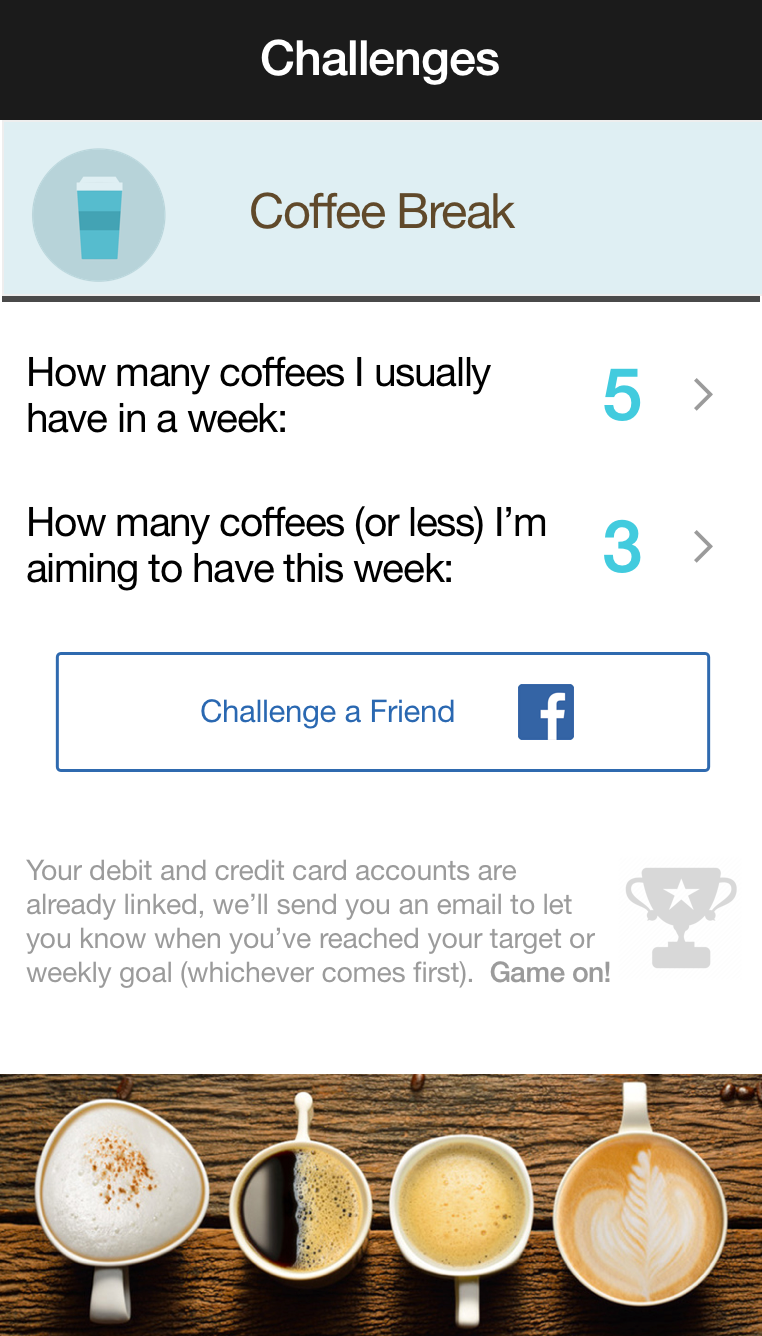 Challenges
Coffee Break
How many coffees I usually
have in a week:
5
How many coffees (or less) I’m
aiming to have this week:
3
Challenge a Friend
Your debit and credit card accounts are
already linked, we’ll send you an email to let
you know when you’ve reached your target or
weekly goal (whichever comes first).  Game on!